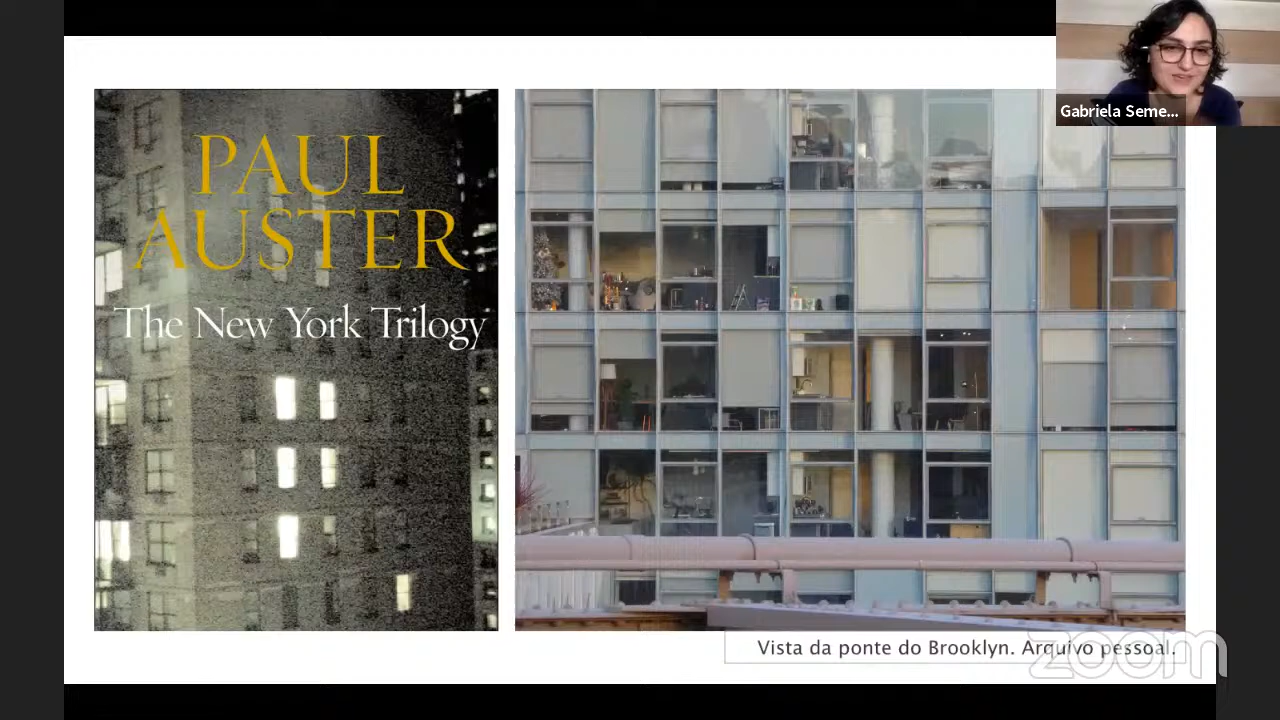 PAUL
AUSTER
The New York Trilogy
Gabriela Seme...
Vista da ponte do Brooklyn. Arquivo pessoal.
zoom